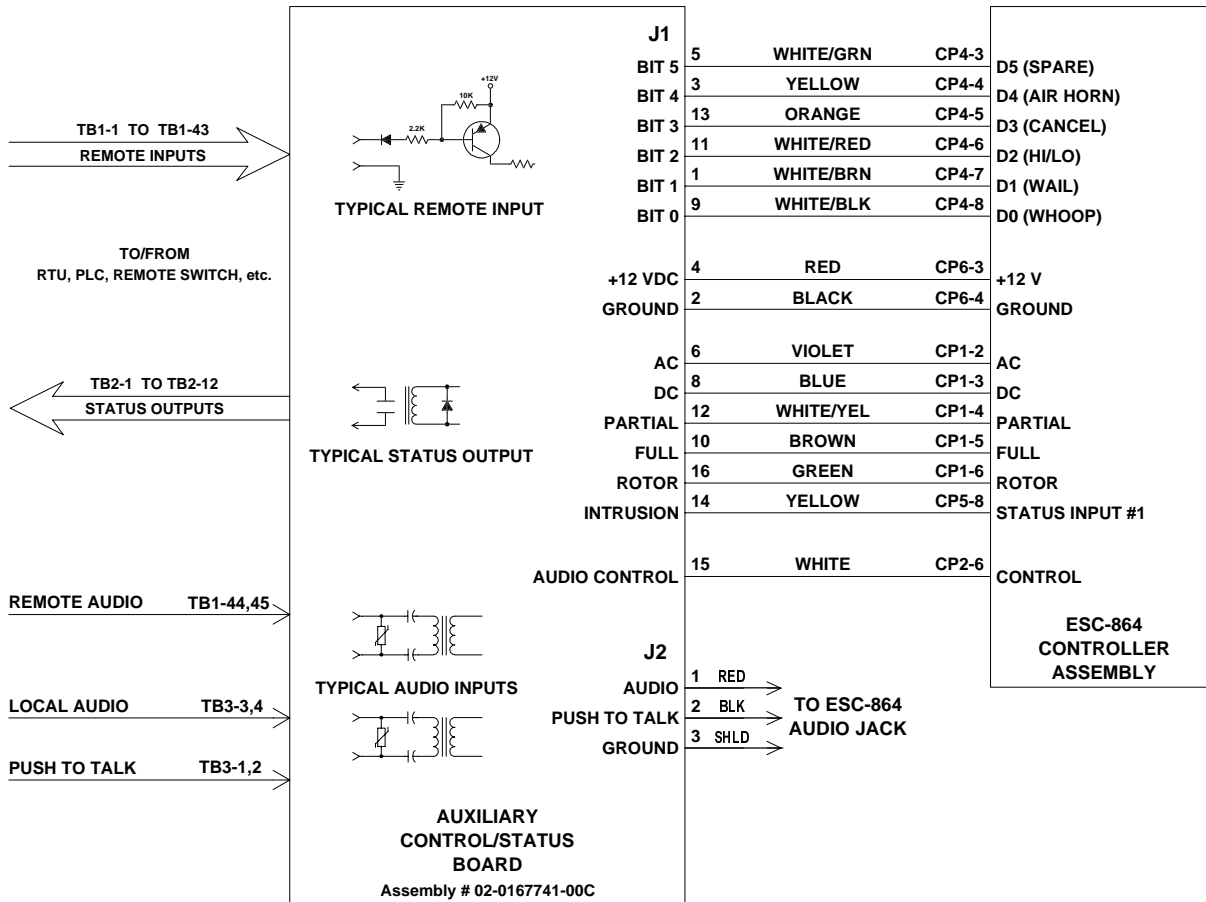 J1
BIT 5 5 WHITE/GRN CP4-3 D5 (SPARE)
BIT 4 3 YELLOW CP4-4 D4 (AIR HORN)
BIT 3 13 ORANGE CP4-5 D3 (CANCEL)
BIT 2 11 WHITE/RED CP4-6 D2 (HI/LO)
BIT 1 1 WHITE/BRN CP4-7 D1 (WAIL)
BIT 0 9 WHITE/BLK CP4-8 D0 (WHOOP)
+12V
10K
2.2K
TB1-1 TO TB1-43
REMOTE INPUTS
TYPICAL REMOTE INPUT
TO/FROM
RTU, PLC, REMOTE SWITCH, etc.
+12 VDC 4 RED CP6-3 +12 V
GROUND 2 BLACK CP6-4 GROUND
AC 6 VIOLET CP1-2 AC
DC 8 BLUE CP1-3 DC
PARTIAL 12 WHITE/YEL CP1-4 PARTIAL
FULL 10 BROWN CP1-5 FULL
ROTOR 16 GREEN CP1-6 ROTOR
INTRUSION 14 YELLOW CP5-8 STATUS INPUT #1
TB2-1 TO TB2-12
STATUS OUTPUTS
TYPICAL STATUS OUTPUT
AUDIO CONTROL 15 WHITE CP2-6 CONTROL
REMOTE AUDIO TB1-44,45
ESC-864
CONTROLLER
ASSEMBLY
J2
TYPICAL AUDIO INPUTS
AUDIO 1 RED
PUSH TO TALK 2 BLK
GROUND 3 SHLD
TO ESC-864
AUDIO JACK
LOCAL AUDIO TB3-3,4
PUSH TO TALK TB3-1,2
AUXILIARY
CONTROL/STATUS
BOARD
Assembly # 02-0167741-00C